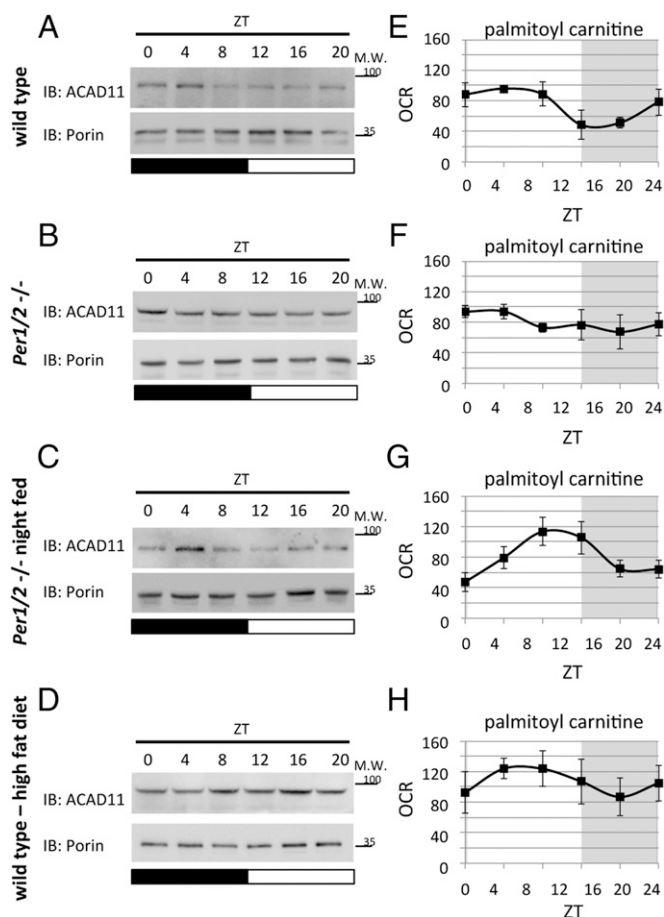 A
wild type
ZT
0 4 8 12 16 20
M.W.
100
IB: ACAD11
IB: Porin
35
E
palmitoyl carnitine
160
120
80
40
0
OCR
0 4 8 12 16 20 24
ZT
B
Per1/2 -/-
ZT
0 4 8 12 16 20
M.W.
100
IB: ACAD11
IB: Porin
35
F
palmitoyl carnitine
160
120
80
40
0
OCR
0 4 8 12 16 20 24
ZT
C
Per1/2 -/- night fed
ZT
0 4 8 12 16 20
M.W.
100
IB: ACAD11
IB: Porin
35
G
palmitoyl carnitine
160
120
80
40
0
OCR
0 4 8 12 16 20 24
ZT
D
wild type – high fat diet
ZT
0 4 8 12 16 20
M.W.
100
IB: ACAD11
IB: Porin
35
H
palmitoyl carnitine
160
120
80
40
0
OCR
0 4 8 12 16 20 24
ZT